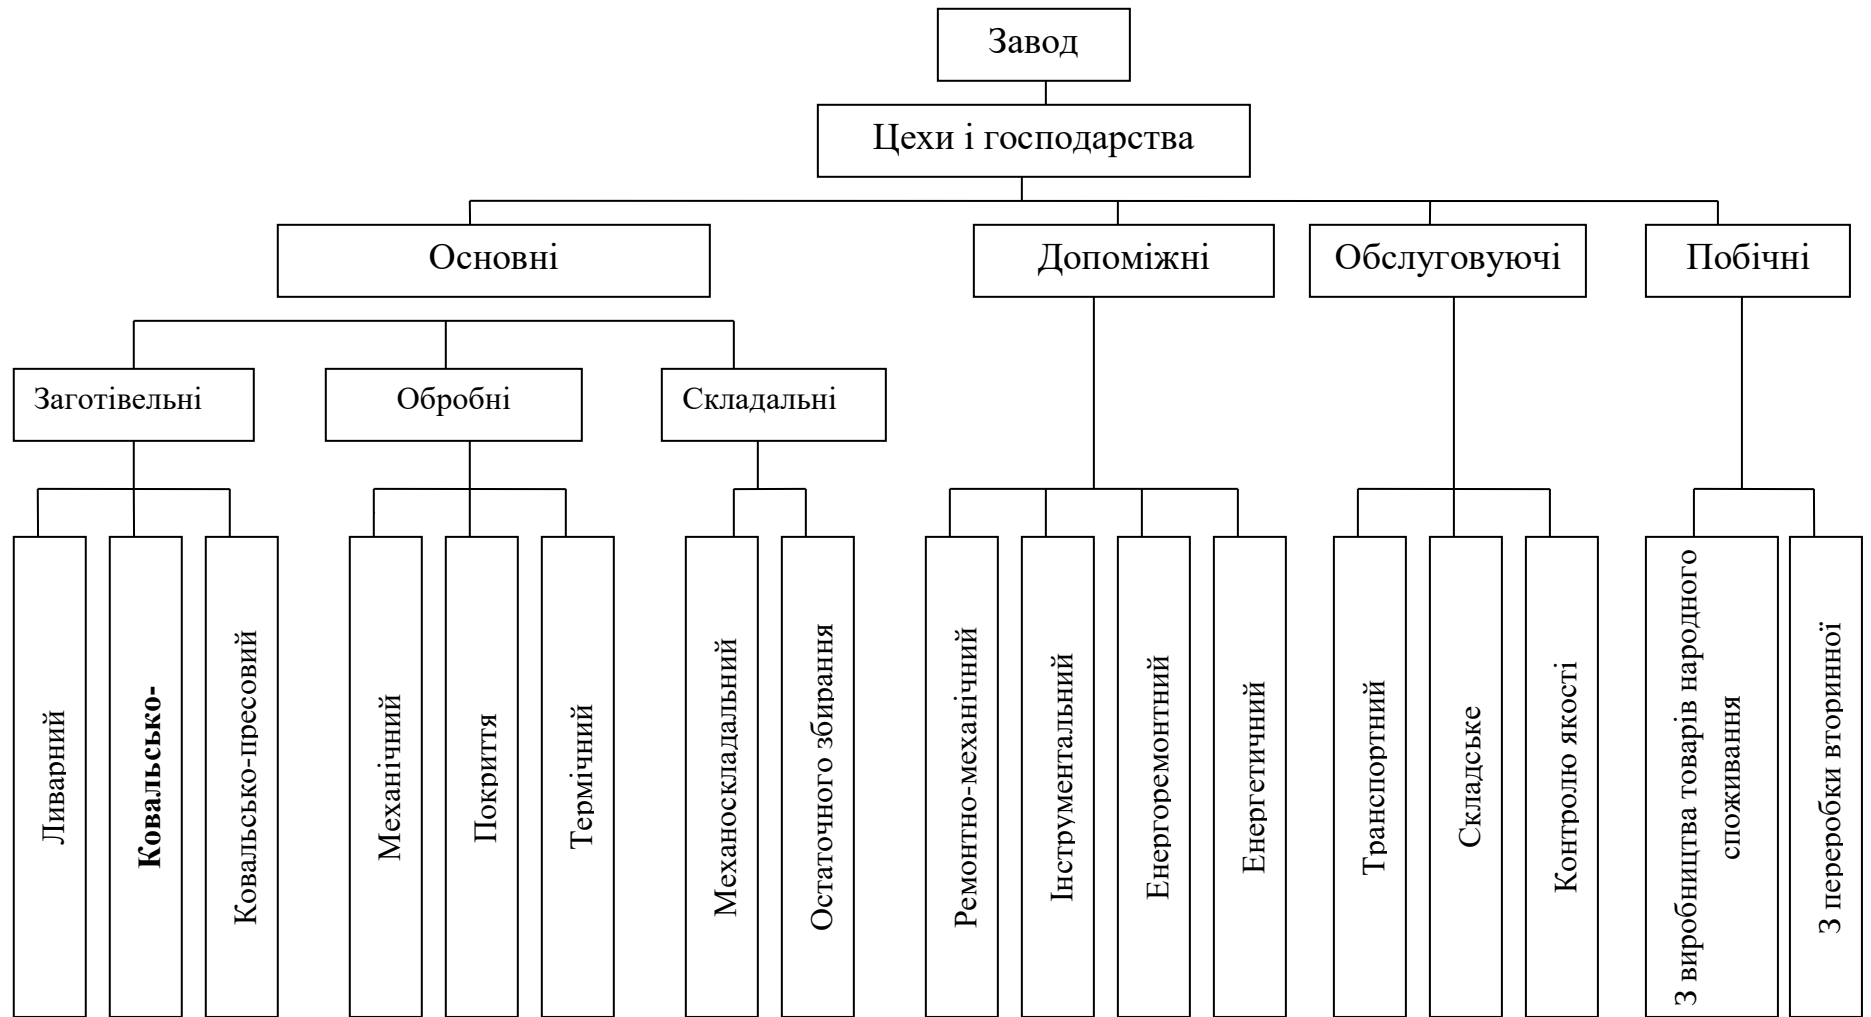 Завод
Цехи і господарства
Основні
Допоміжні
Обслуговуючі
Побічні
Заготівельні
Обробні
Складальні
Ливарний
Ковальсько-
Ковальсько-пресовий
Механічний
Покриття
Термічний
Механоскладальний
Остаточного збирання
Ремонтно-механічний
Інструментальний
Енергоремонтний
Енергетичний
Транспортний
Складське
Контролю якості
З виробництва товарів народного
споживання
З переробки вторинної